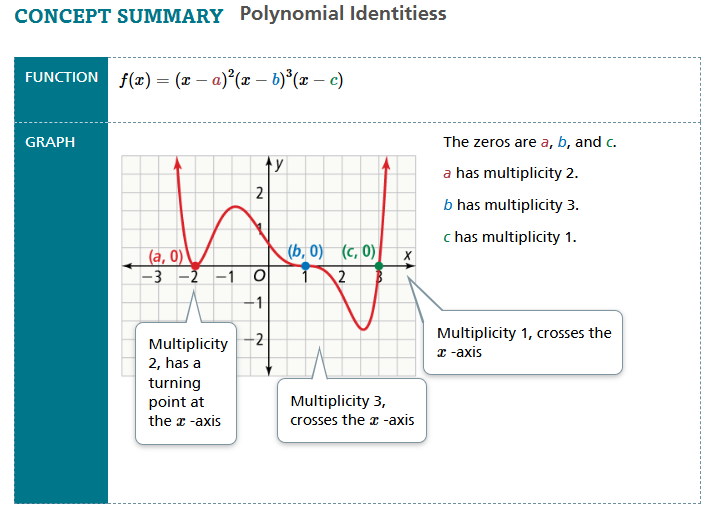 CONCEPT SUMMARY Polynomial Identitiess
FUNCTION f(x) = (x – a)²(x – b)³(x – c)
GRAPH
The zeros are a, b, and c.
a has multiplicity 2.
b has multiplicity 3.
c has multiplicity 1.
y
2
1
(a, 0) (b, 0) (c, 0) x
−3 −2 −1 O 1 2 3
−1
−2
Multiplicity
2, has a
turning
point at
the x -axis
Multiplicity 3,
crosses the x -axis
Multiplicity 1, crosses the
x -axis